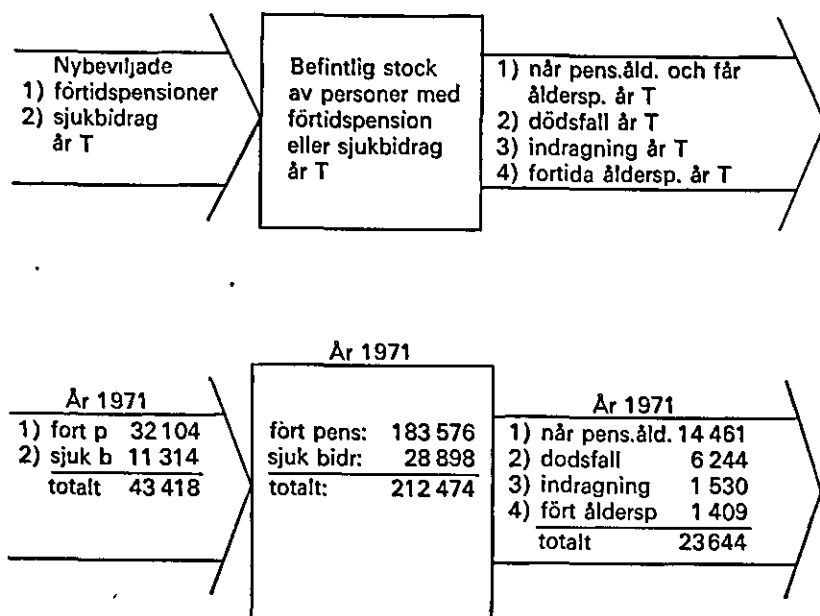 Nybeviljade
1) förtidspensioner
2) sjukbidrag
år T
Befintlig stock
av personer med
förtidspension
eller sjukbidrag
år T
1) når pens.åld. och får
åldersp. år T
2) dödsfall år T
3) indragning år T
4) fortida åldersp. år T
År 1971
1) fort p 32 104
2) sjuk b 11 314
totalt 43 418
År 1971
fört pens: 183 576
sjuk bidr: 28 898
totalt: 212 474
År 1971
1) når pens.åld. 14 461
2) dodsfall 6 244
3) indragning 1 530
4) fört åldersp 1 409
totalt 23 644